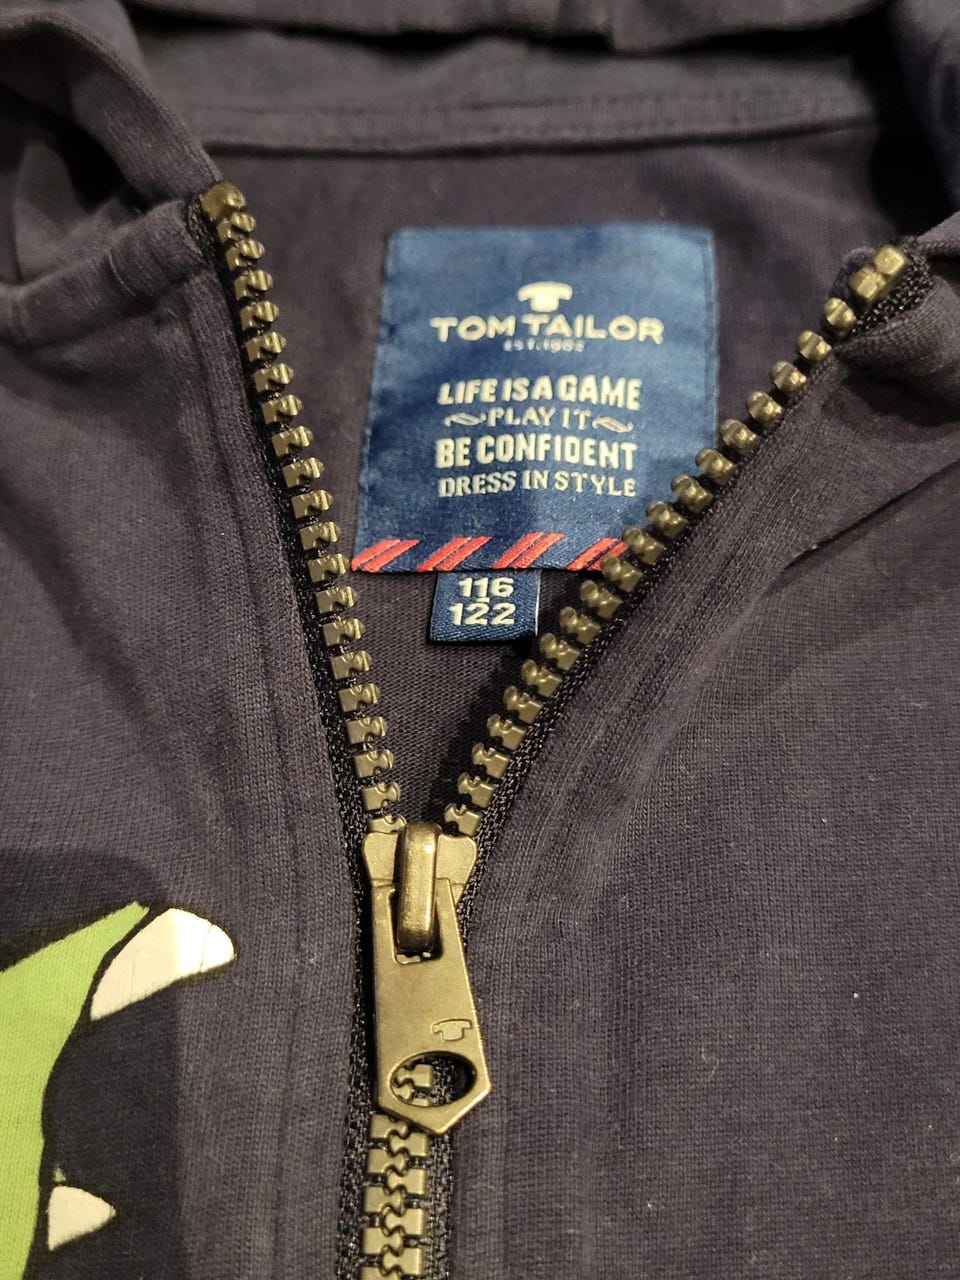 TOM TAILOR
EST. 1962
LIFE IS A GAME
PLAY IT
BE CONFIDENT
DRESS IN STYLE
116
122